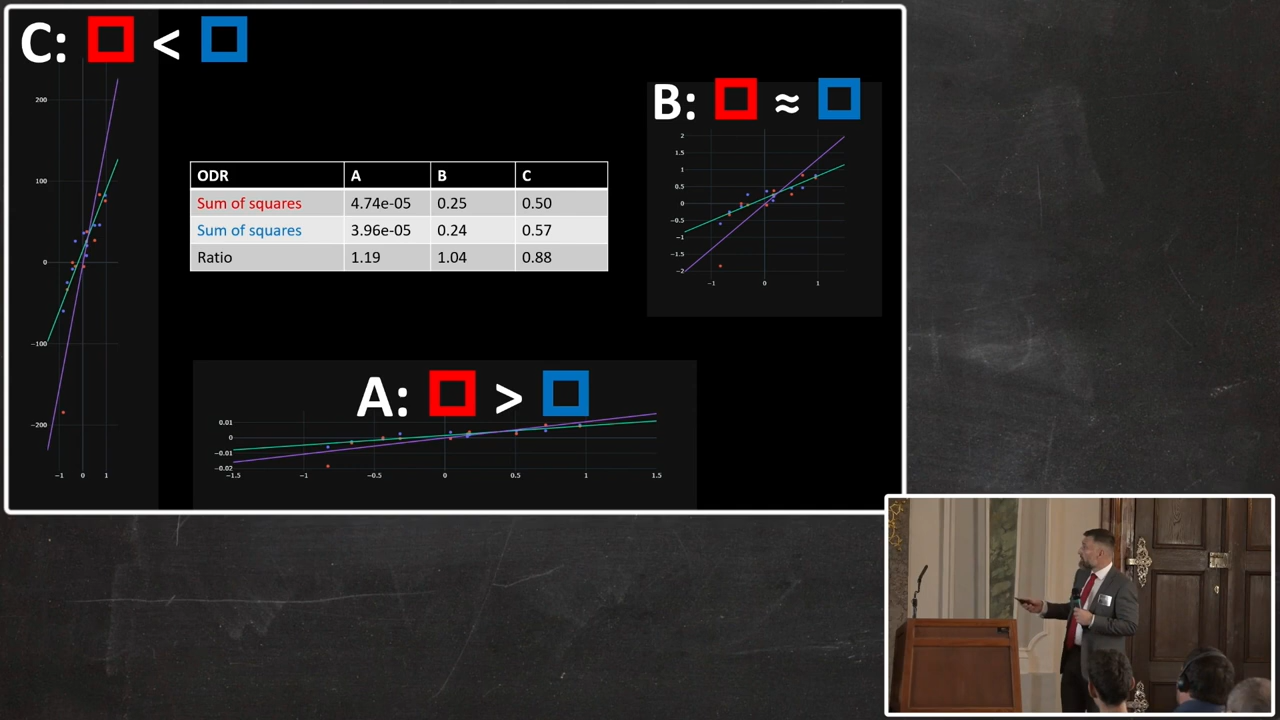 C: <
200
100
0
−100
−200
−1 0 1
ODR A B C
Sum of squares 4.74e-05 0.25 0.50
Sum of squares 3.96e-05 0.24 0.57
Ratio 1.19 1.04 0.88
B: ≈
2
1.5
1
0.5
0
−0.5
−1
−1.5
−2
−1 0 1
A: >
0.01
0
−0.01
−0.02
−1.5 −1 −0.5 0 0.5 1 1.5